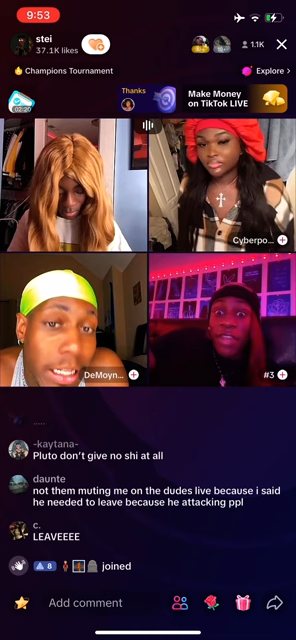 9:53
stei
37.1K likes
1.1K
Champions Tournament
Explore >
02:20
Thanks
Make Money
on TikTok LIVE
Cyberpo...
DeMoyn...
#3
-kaytana-
Pluto don't give no shi at all
daunte
not them muting me on the dudes live because i said
he needed to leave because he attacking ppl
c.
LEAVEEEE
8
joined
Add comment